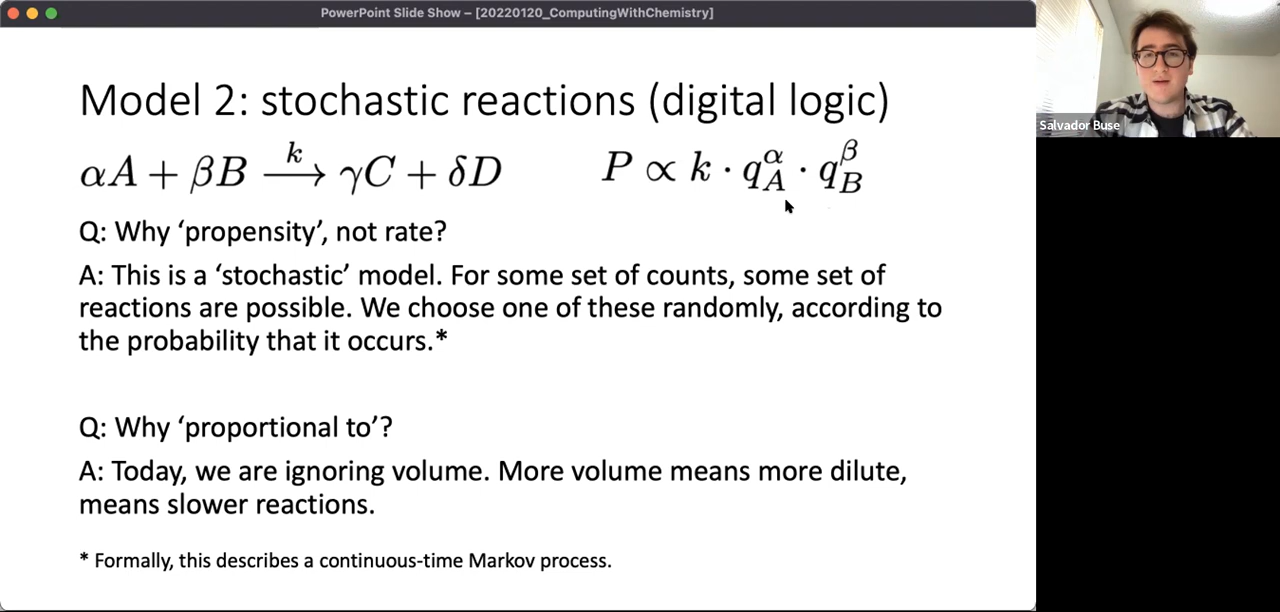 PowerPoint Slide Show – [20220120_ComputingWithChemistry]
Model 2: stochastic reactions (digital logic)
αA + βB —k→ γC + δD    P ∝ k · q_A^α · q_B^β
Q: Why ‘propensity’, not rate?
A: This is a ‘stochastic’ model. For some set of counts, some set of
reactions are possible. We choose one of these randomly, according to
the probability that it occurs.*
Q: Why ‘proportional to’?
A: Today, we are ignoring volume. More volume means more dilute,
means slower reactions.
* Formally, this describes a continuous-time Markov process.
Salvador Buse